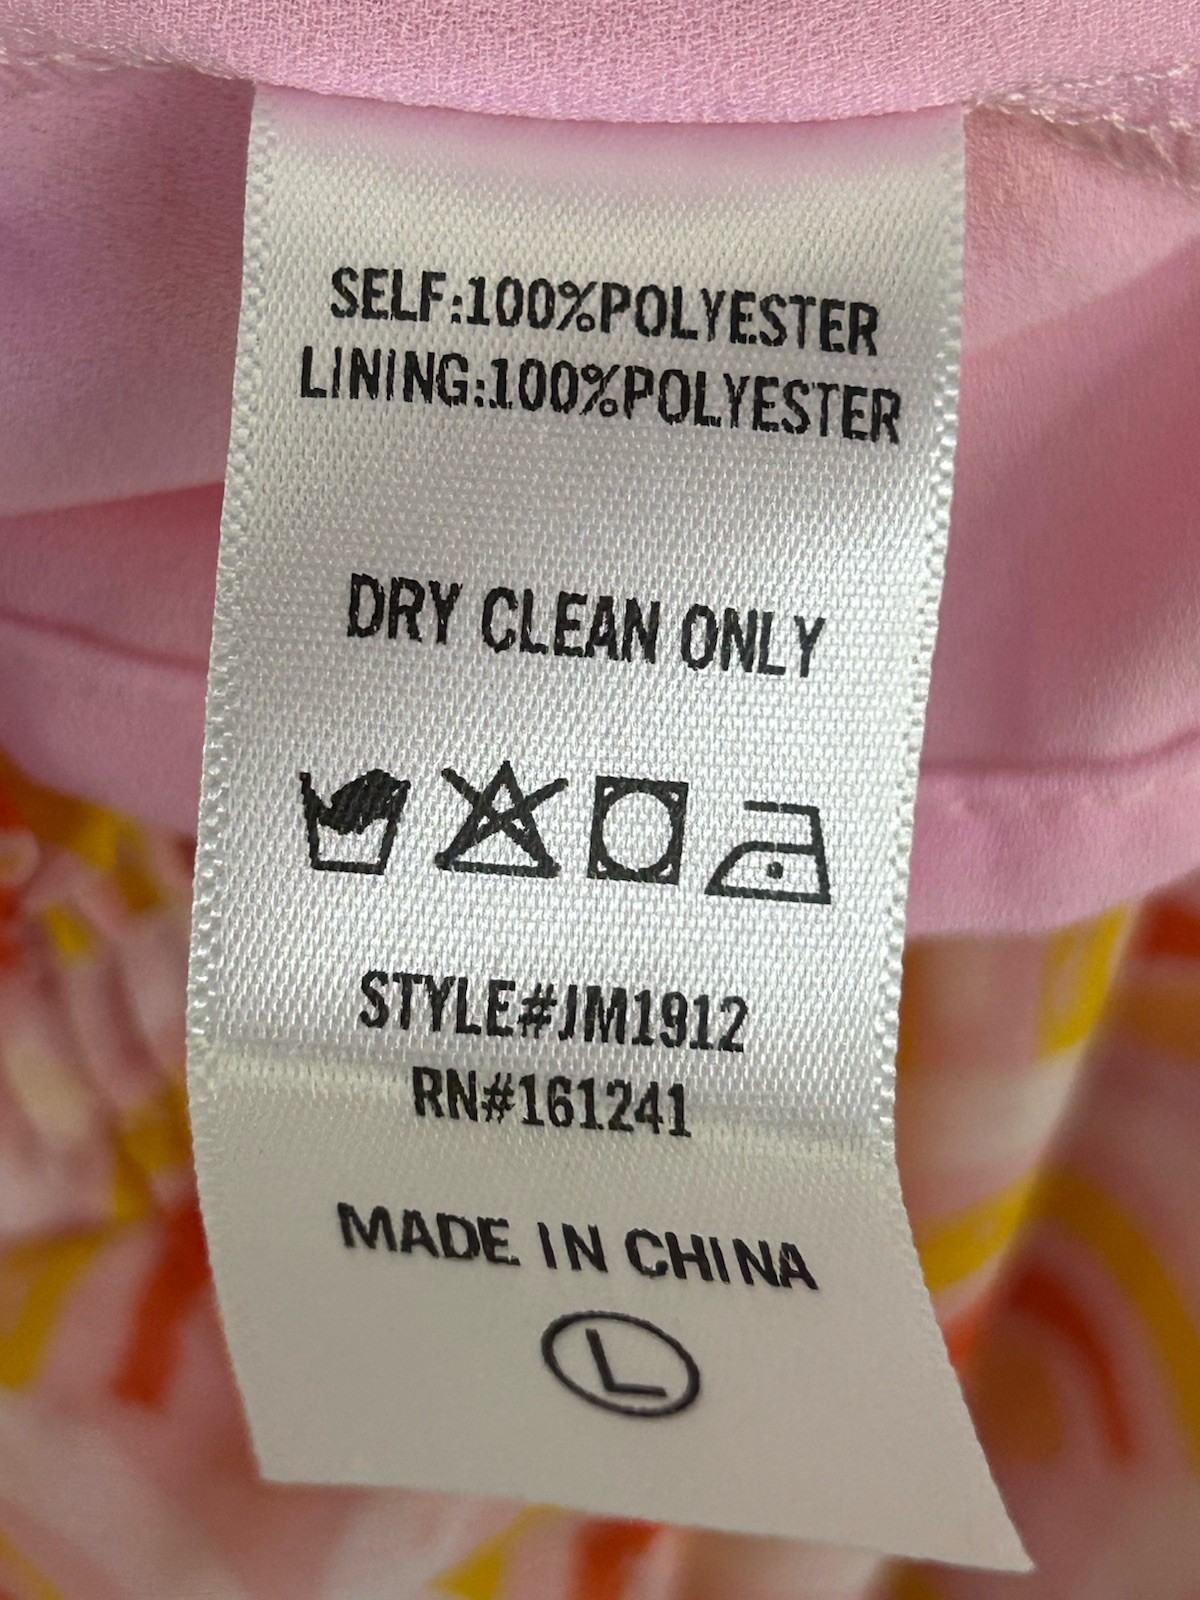 SELF:100%POLYESTER
LINING:100%POLYESTER
DRY CLEAN ONLY
STYLE#JM1912
RN#161241
MADE IN CHINA
L